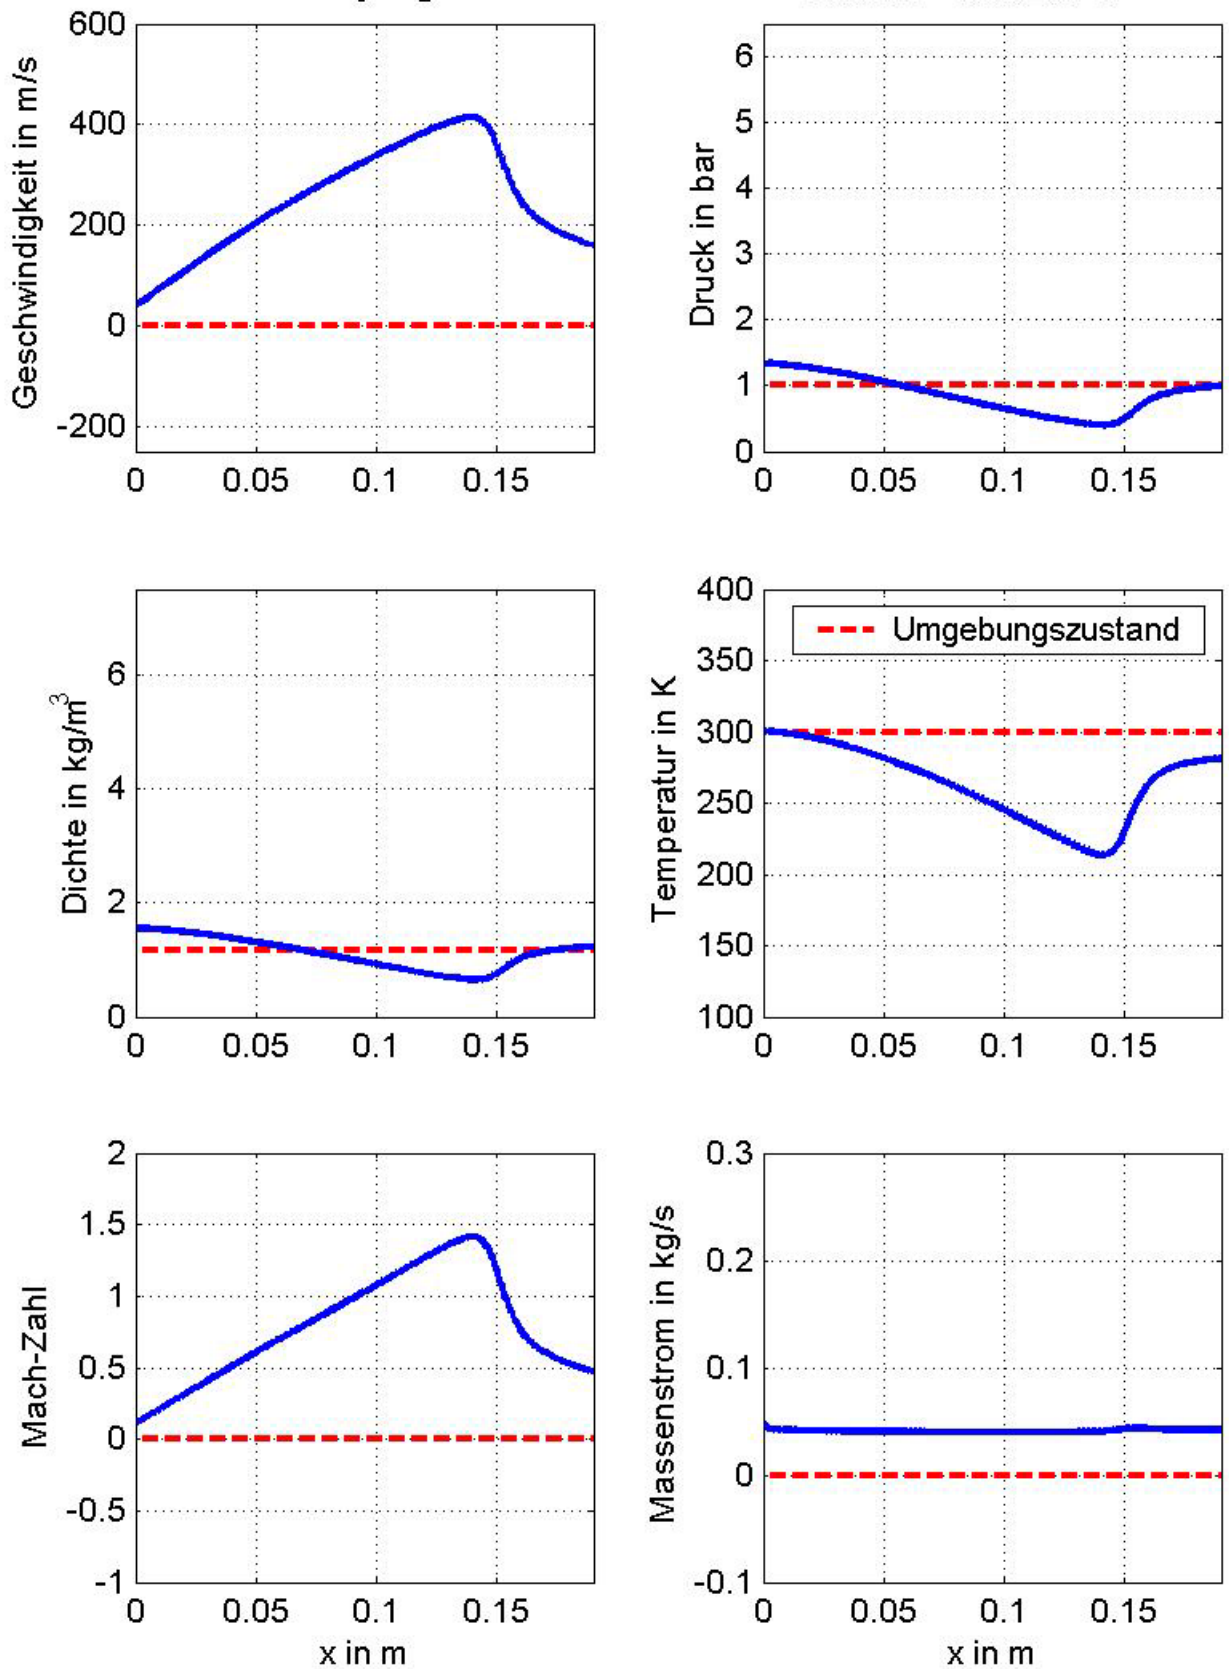 600
400
200
0
-200
Geschwindigkeit in m/s
0 0.05 0.1 0.15
6
5
4
3
2
1
0
Druck in bar
0 0.05 0.1 0.15
6
4
2
0
Dichte in kg/m³
0 0.05 0.1 0.15
400
350
300
250
200
150
100
Temperatur in K
Umgebungszustand
0 0.05 0.1 0.15
2
1.5
1
0.5
0
-0.5
-1
Mach-Zahl
0 0.05 0.1 0.15
x in m
0.3
0.2
0.1
0
-0.1
Massenstrom in kg/s
0 0.05 0.1 0.15
x in m